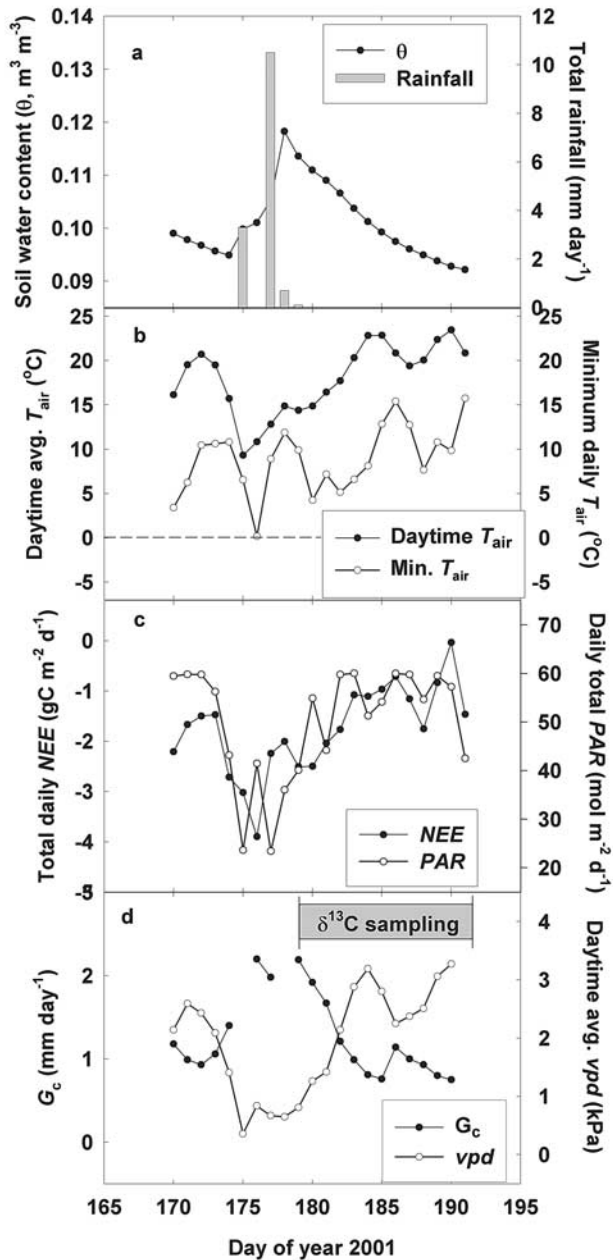 0.14
0.13
0.12
0.11
0.10
0.09
Soil water content (θ, m³ m⁻³)
a
θ
Rainfall
12
10
8
6
4
2
0
Total rainfall (mm day⁻¹)
25
20
15
10
5
0
-5
Daytime avg. Tair (°C)
b
Daytime Tair
Min. Tair
25
20
15
10
5
0
-5
Minimum daily Tair (°C)
0
-1
-2
-3
-4
-5
Total daily NEE (gC m⁻² d⁻¹)
c
NEE
PAR
70
60
50
40
30
20
Daily total PAR (mol m⁻² d⁻¹)
2
1
0
Gc (mm day⁻¹)
d
δ¹³C sampling
Gc
vpd
4
3
2
1
0
Daytime avg. vpd (kPa)
165 170 175 180 185 190 195
Day of year 2001